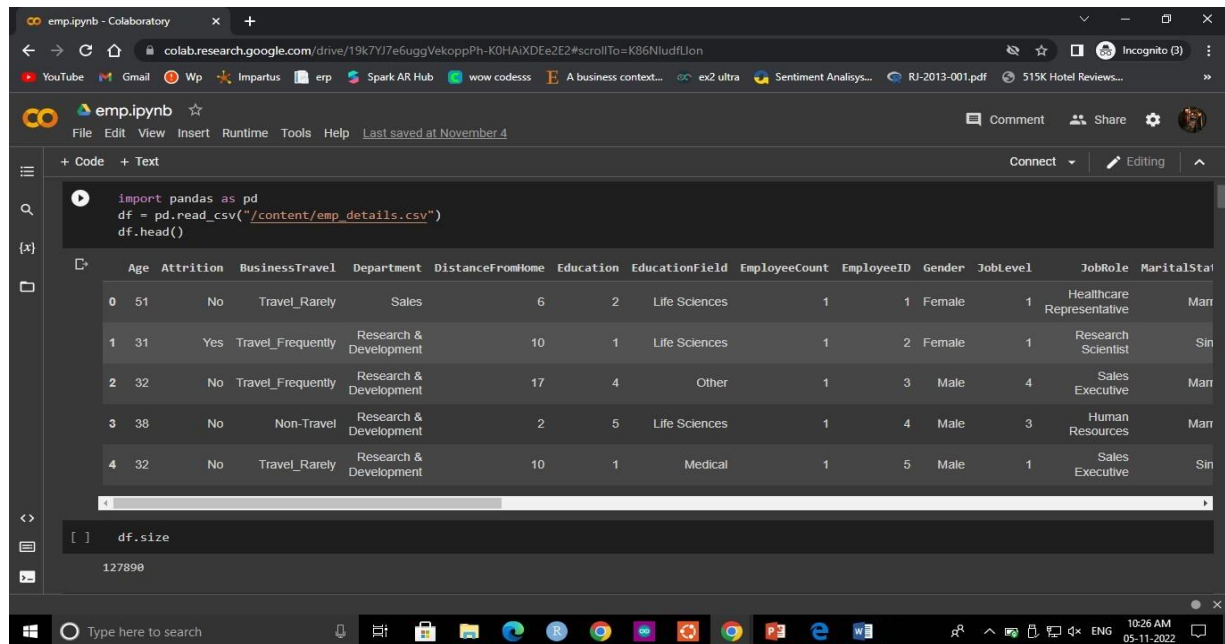 emp.ipynb - Colaboratory
colab.research.google.com/drive/19k7YJ7e6uggVekoppPh-K0HAiXDEe2E2#scrollTo=K86NludfLlon
Incognito (3)
YouTube Gmail Wp Impartus erp Spark AR Hub wow codesss A business context... ex2 ultra Sentiment Analisys... RJ-2013-001.pdf 515K Hotel Reviews... »
emp.ipynb
Comment Share
File Edit View Insert Runtime Tools Help Last saved at November 4
+ Code + Text Connect Editing
import pandas as pd
df = pd.read_csv("/content/emp_details.csv")
df.head()
{x}
Age Attrition BusinessTravel Department DistanceFromHome Education EducationField EmployeeCount EmployeeID Gender JobLevel JobRole MaritalStat
0 51 No Travel_Rarely Sales 6 2 Life Sciences 1 1 Female 1 Healthcare Representative Marr
1 31 Yes Travel_Frequently Research & Development 10 1 Life Sciences 1 2 Female 1 Research Scientist Sin
2 32 No Travel_Frequently Research & Development 17 4 Other 1 3 Male 4 Sales Executive Marr
3 38 No Non-Travel Research & Development 2 5 Life Sciences 1 4 Male 3 Human Resources Marr
4 32 No Travel_Rarely Research & Development 10 1 Medical 1 5 Male 1 Sales Executive Sin
[ ] df.size
127890
Type here to search
ENG
10:26 AM
05-11-2022